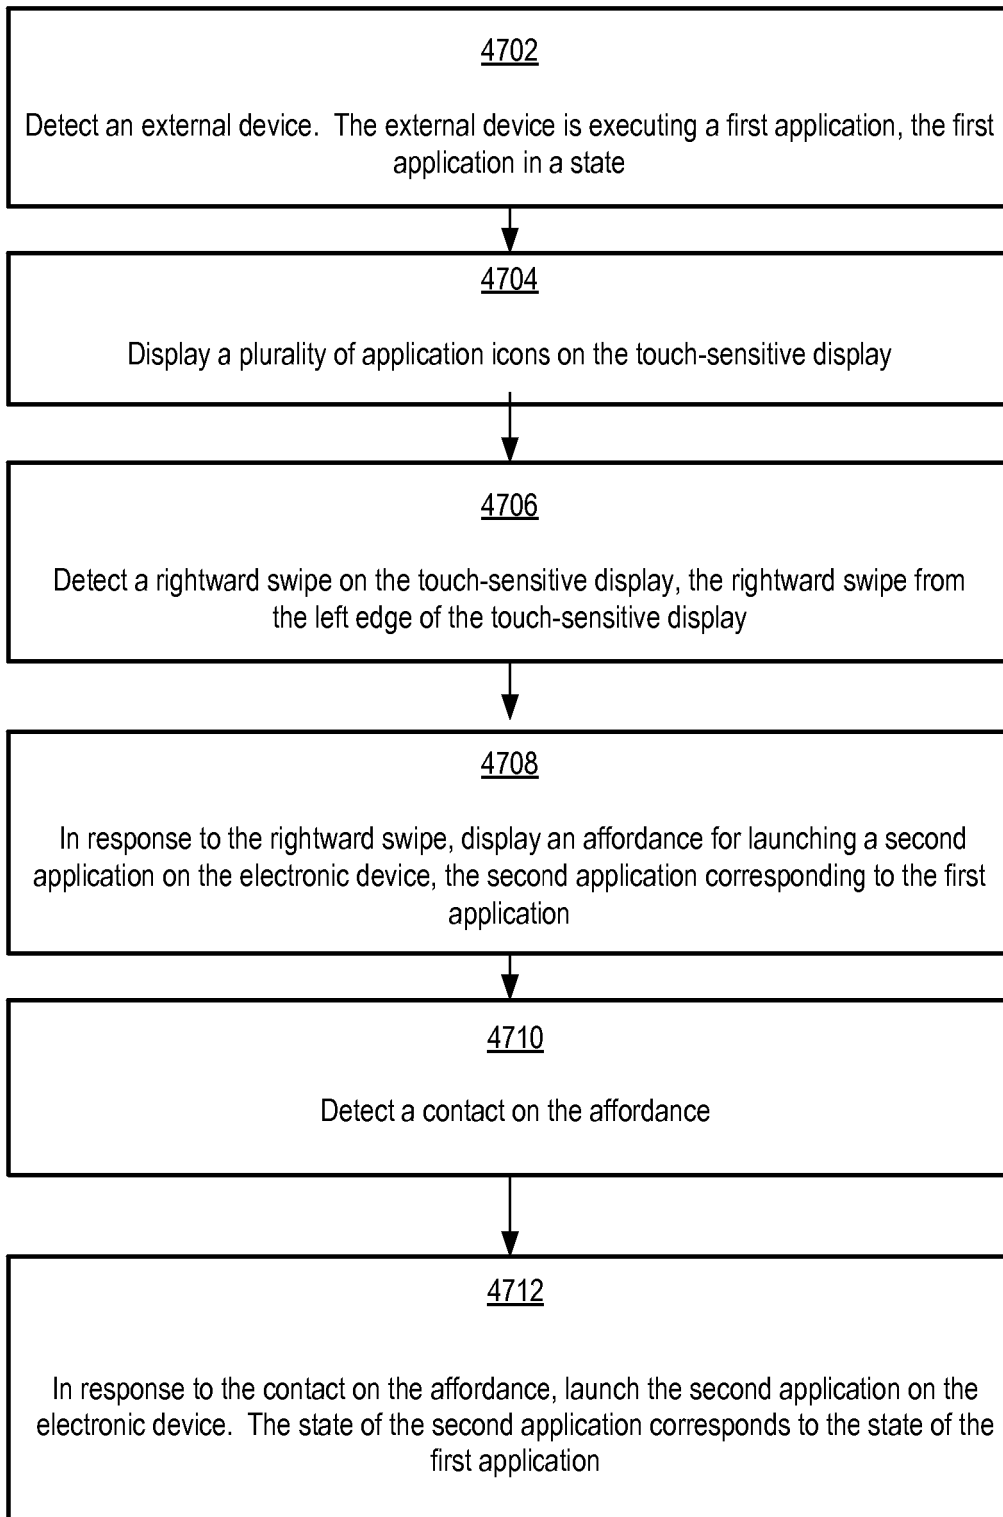 4702
Detect an external device. The external device is executing a first application, the first
application in a state
4704
Display a plurality of application icons on the touch-sensitive display
4706
Detect a rightward swipe on the touch-sensitive display, the rightward swipe from
the left edge of the touch-sensitive display
4708
In response to the rightward swipe, display an affordance for launching a second
application on the electronic device, the second application corresponding to the first
application
4710
Detect a contact on the affordance
4712
In response to the contact on the affordance, launch the second application on the
electronic device. The state of the second application corresponds to the state of the
first application